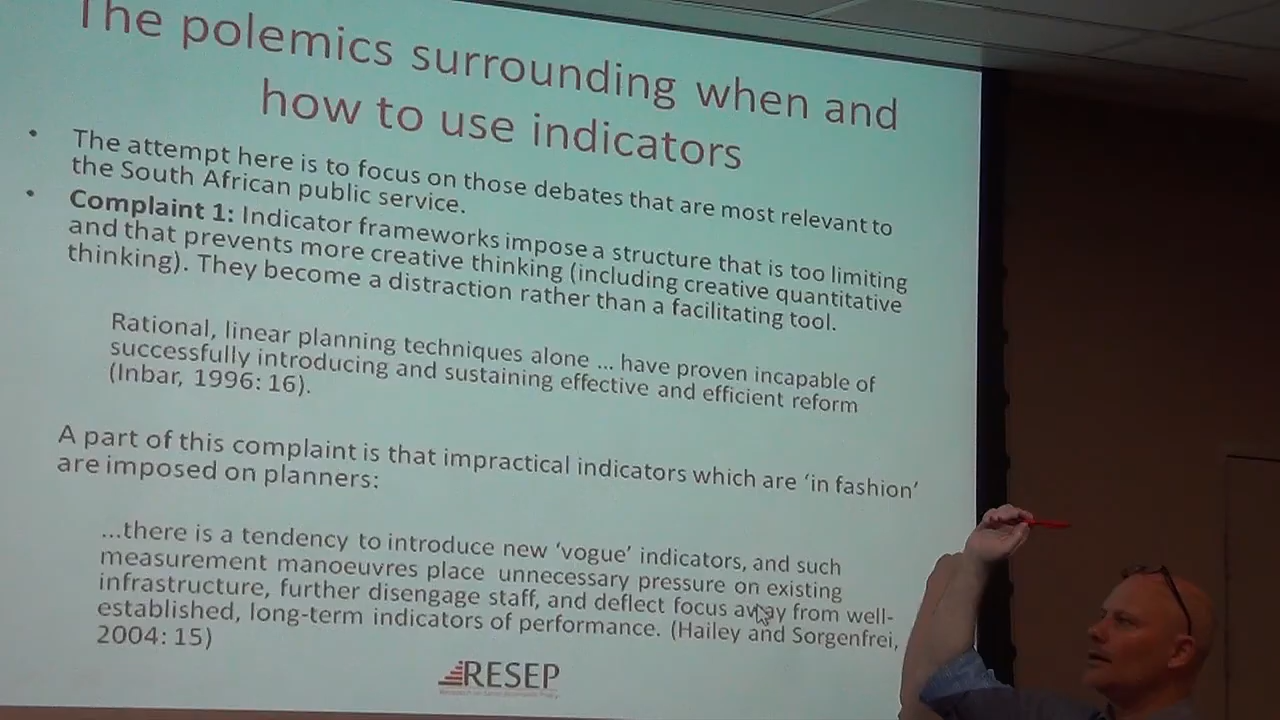 The polemics surrounding when and
how to use indicators
• The attempt here is to focus on those debates that are most relevant to
the South African public service.
• Complaint 1: Indicator frameworks impose a structure that is too limiting
and that prevents more creative thinking (including creative quantitative
thinking). They become a distraction rather than a facilitating tool.
Rational, linear planning techniques alone ... have proven incapable of
successfully introducing and sustaining effective and efficient reform
(Inbar, 1996: 16).
A part of this complaint is that impractical indicators which are ‘in fashion’
are imposed on planners:
...there is a tendency to introduce new ‘vogue’ indicators, and such
measurement manoeuvres place unnecessary pressure on existing
infrastructure, further disengage staff, and deflect focus away from well-
established, long-term indicators of performance. (Hailey and Sorgenfrei,
2004: 15)
RESEP